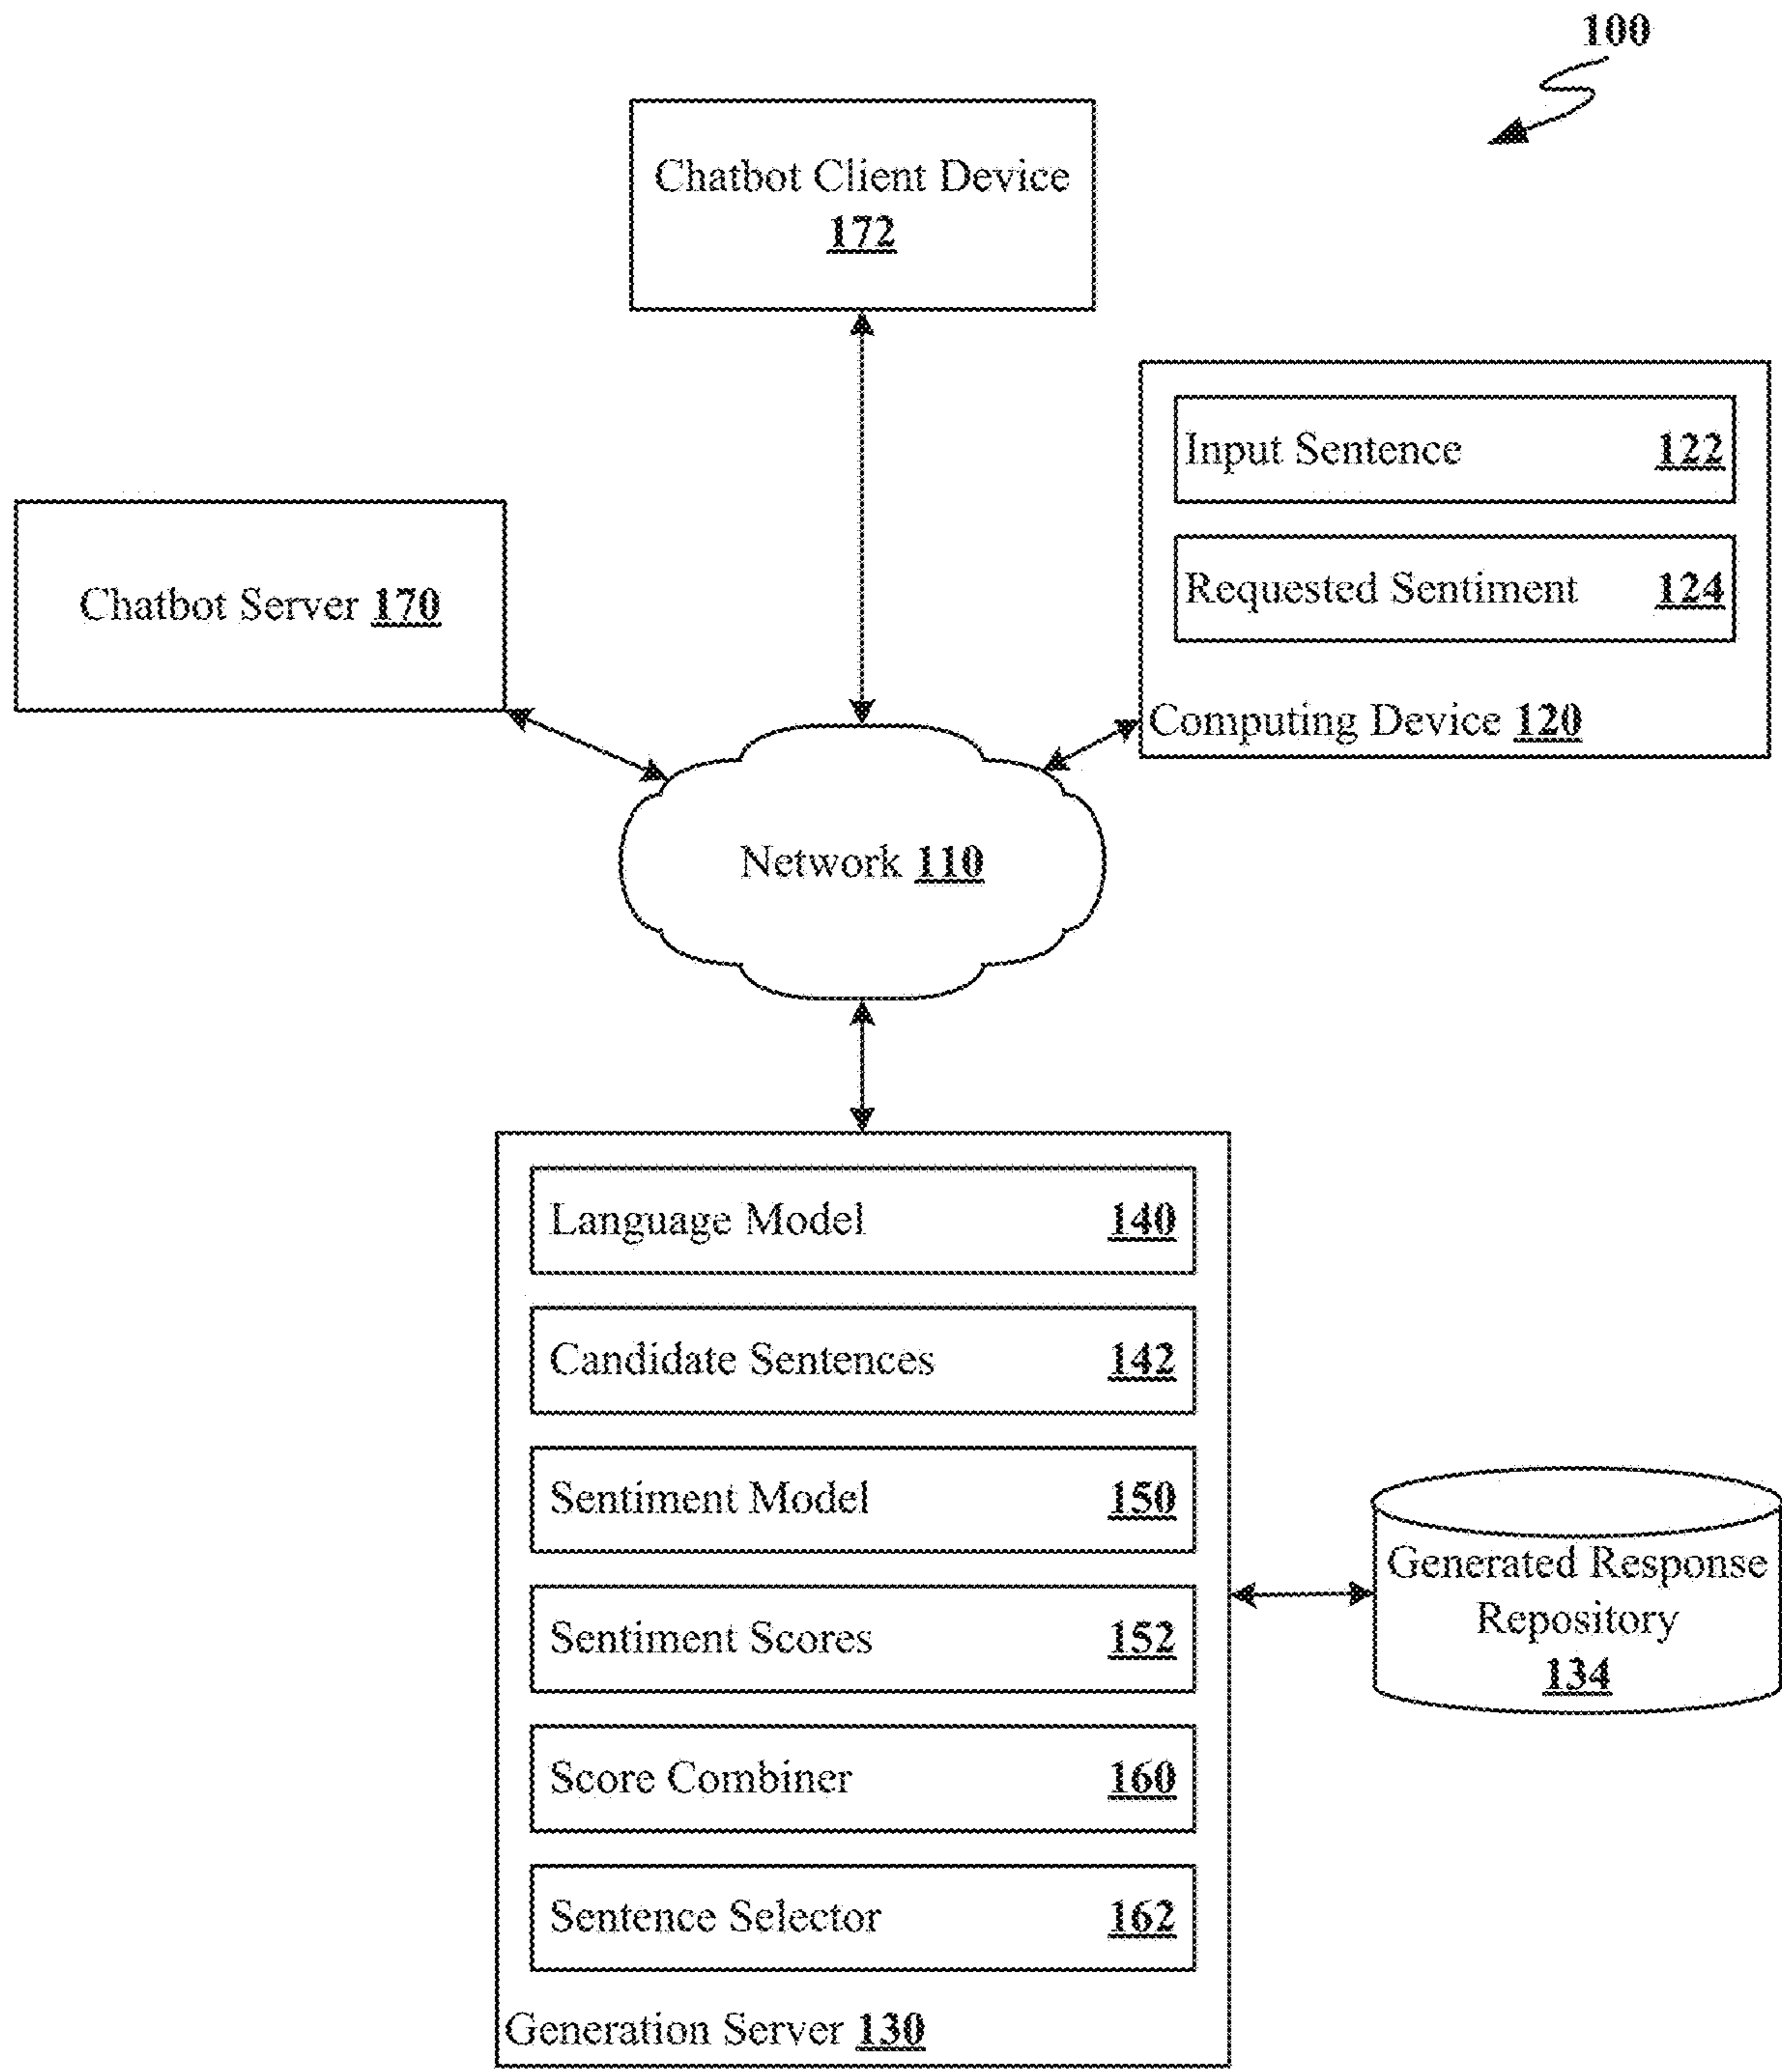 100
Chatbot Client Device
172
Input Sentence 122
Requested Sentiment 124
Computing Device 120
Chatbot Server 170
Network 110
Language Model 140
Candidate Sentences 142
Sentiment Model 150
Sentiment Scores 152
Score Combiner 160
Sentence Selector 162
Generation Server 130
Generated Response
Repository
134